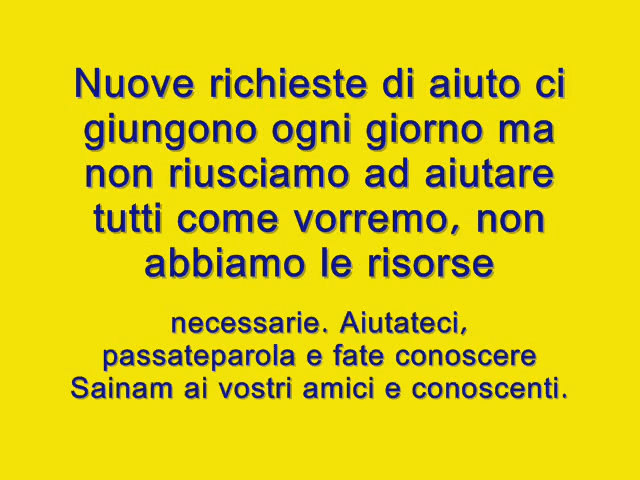 Nuove richieste di aiuto ci
giungono ogni giorno ma
non riusciamo ad aiutare
tutti come vorremo, non
abbiamo le risorse
necessarie. Aiutateci,
passateparola e fate conoscere
Sainam ai vostri amici e conoscenti.